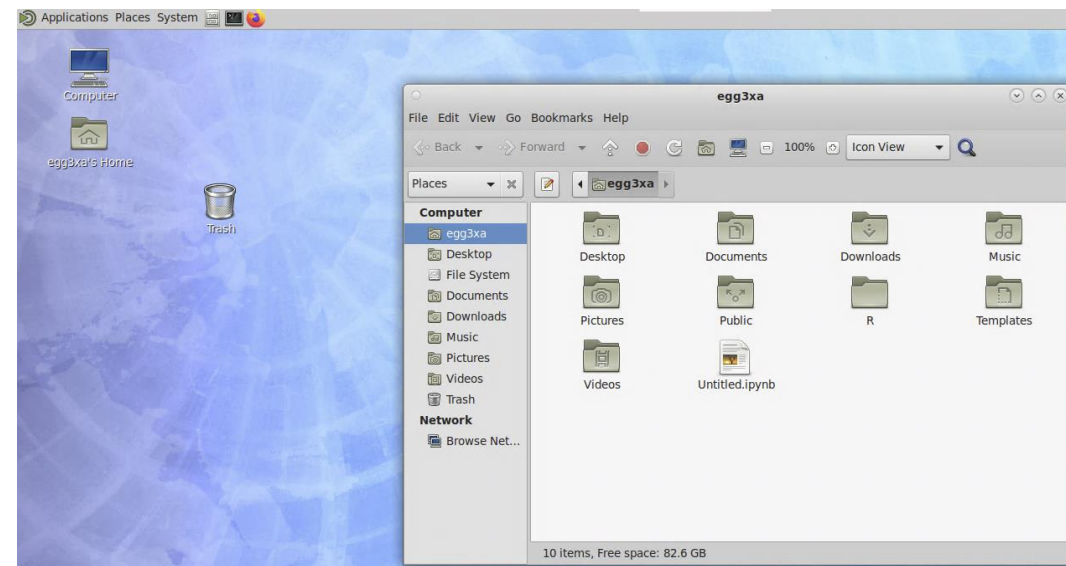 Applications Places System
Computer
egg3xa's Home
Trash
egg3xa
File Edit View Go Bookmarks Help
Back Forward 100% Icon View
Places egg3xa
Computer
egg3xa
Desktop
File System
Documents
Downloads
Music
Pictures
Videos
Trash
Network
Browse Net...
Desktop Documents Downloads Music
Pictures Public R Templates
Videos Untitled.ipynb
10 items, Free space: 82.6 GB